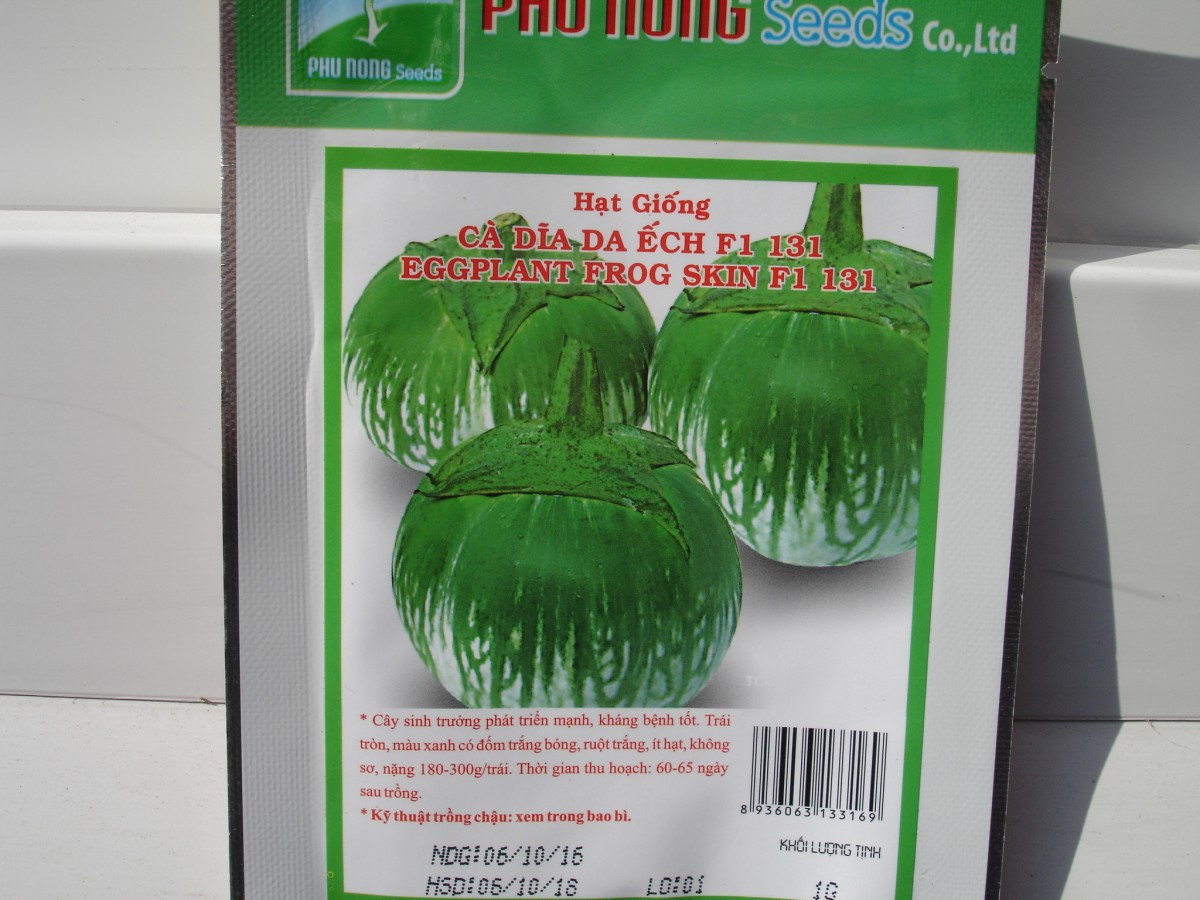 PHU NONG Seeds Co.,Ltd
PHU NONG Seeds
Hạt Giống
CÀ DĨA DA ẾCH F1 131
EGGPLANT FROG SKIN F1 131
* Cây sinh trưởng phát triển mạnh, kháng bệnh tốt. Trái
tròn, màu xanh có đốm trắng bóng, ruột trắng, ít hạt, không
sơ, nặng 180-300g/trái. Thời gian thu hoạch: 60-65 ngày
sau trồng.
* Kỹ thuật trồng chậu: xem trong bao bì.
8 936063 133169
KHỐI LƯỢNG TỊNH
NDG:06/10/16
HSD:06/10/18 LO:01 1G